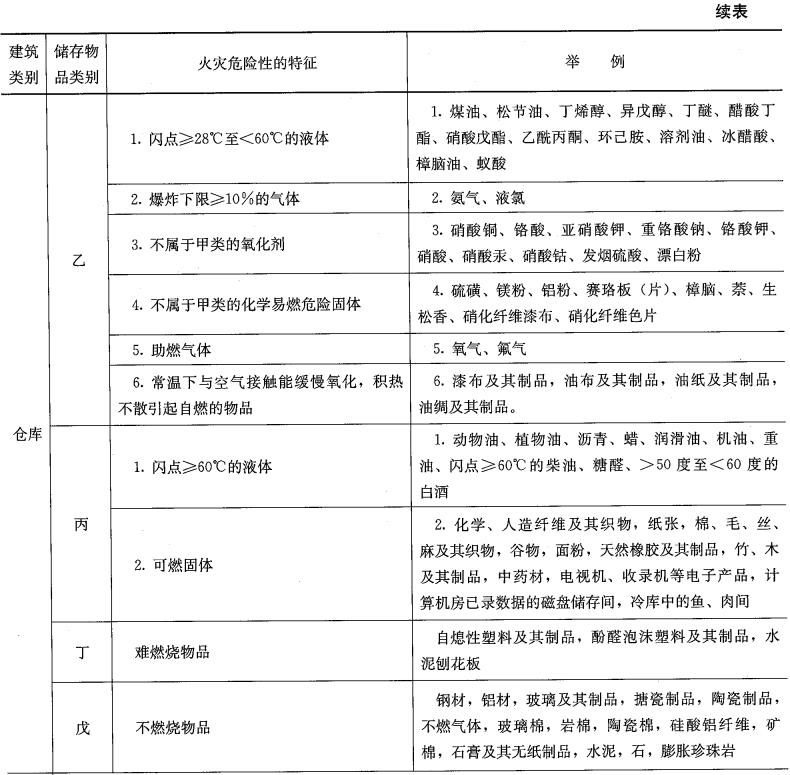 续表
建筑
类别
储存物
品类别
火灾危险性的特征
举 例
仓库
乙
1. 闪点≥28℃至<60℃的液体
1. 煤油、松节油、丁烯醇、异戊醇、丁醚、醋酸丁
酯、硝酸戊酯、乙酰丙酮、环己胺、溶剂油、冰醋酸、
樟脑油、蚁酸
2. 爆炸下限≥10%的气体
2. 氨气、液氯
3. 不属于甲类的氧化剂
3. 硝酸铜、铬酸、亚硝酸钾、重铬酸钠、铬酸钾、
硝酸、硝酸汞、硝酸钴、发烟硫酸、漂白粉
4. 不属于甲类的化学易燃危险固体
4. 硫磺、镁粉、铝粉、赛珞板（片）、樟脑、萘、生
松香、硝化纤维漆布、硝化纤维色片
5. 助燃气体
5. 氧气、氟气
6. 常温下与空气接触能缓慢氧化，积热
不散引起自燃的物品
6. 漆布及其制品，油布及其制品，油纸及其制品，
油绸及其制品。
丙
1. 闪点≥60℃的液体
1. 动物油、植物油、沥青、蜡、润滑油、机油、重
油、闪点≥60℃的柴油、糖醛、>50度至<60度的
白酒
2. 可燃固体
2. 化学、人造纤维及其织物，纸张，棉、毛、丝、
麻及其织物，谷物，面粉，天然橡胶及其制品，竹、木
及其制品，中药材，电视机、收录机等电子产品，计
算机房已录数据的磁盘储存间，冷库中的鱼、肉间
丁
难燃烧物品
自熄性塑料及其制品，酚醛泡沫塑料及其制品，水
泥刨花板
戊
不燃烧物品
钢材，铝材，玻璃及其制品，搪瓷制品，陶瓷制品，
不燃气体，玻璃棉，岩棉，陶瓷棉，硅酸铝纤维，矿
棉，石膏及其无纸制品，水泥，石，膨胀珍珠岩